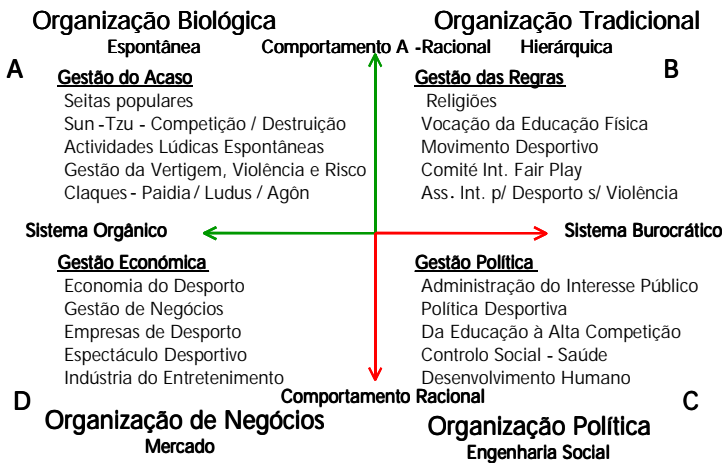 Organização Biológica
Organização Tradicional
Espontânea
Comportamento A -Racional
Hierárquica
A
B
Gestão do Acaso
Seitas populares
Sun -Tzu - Competição / Destruição
Actividades Lúdicas Espontâneas
Gestão da Vertigem, Violência e Risco
Claques - Paidia / Ludus / Agôn
Gestão das Regras
Religiões
Vocação da Educação Física
Movimento Desportivo
Comité Int. Fair Play
Ass. Int. p/ Desporto s/ Violência
Sistema Orgânico
Sistema Burocrático
Gestão Económica
Economia do Desporto
Gestão de Negócios
Empresas de Desporto
Espectáculo Desportivo
Indústria do Entretenimento
Gestão Política
Administração do Interesse Público
Política Desportiva
Da Educação à Alta Competição
Controlo Social - Saúde
Desenvolvimento Humano
Comportamento Racional
D
C
Organização de Negócios
Mercado
Organização Política
Engenharia Social